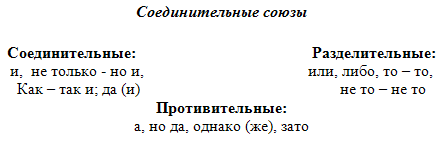 Соединительные союзы
Соединительные: Разделительные:
и, не только - но и, или, либо, то – то,
Как – так и; да (и) не то – не то
Противительные:
а, но да, однако (же), зато